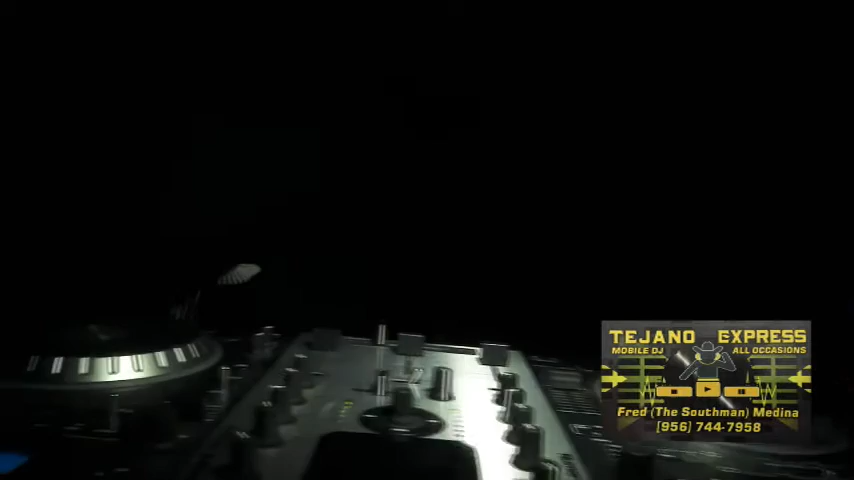 TEJANO EXPRESS
MOBILE DJ ALL OCCASIONS
Fred (The Southman) Medina
(956) 744-7958